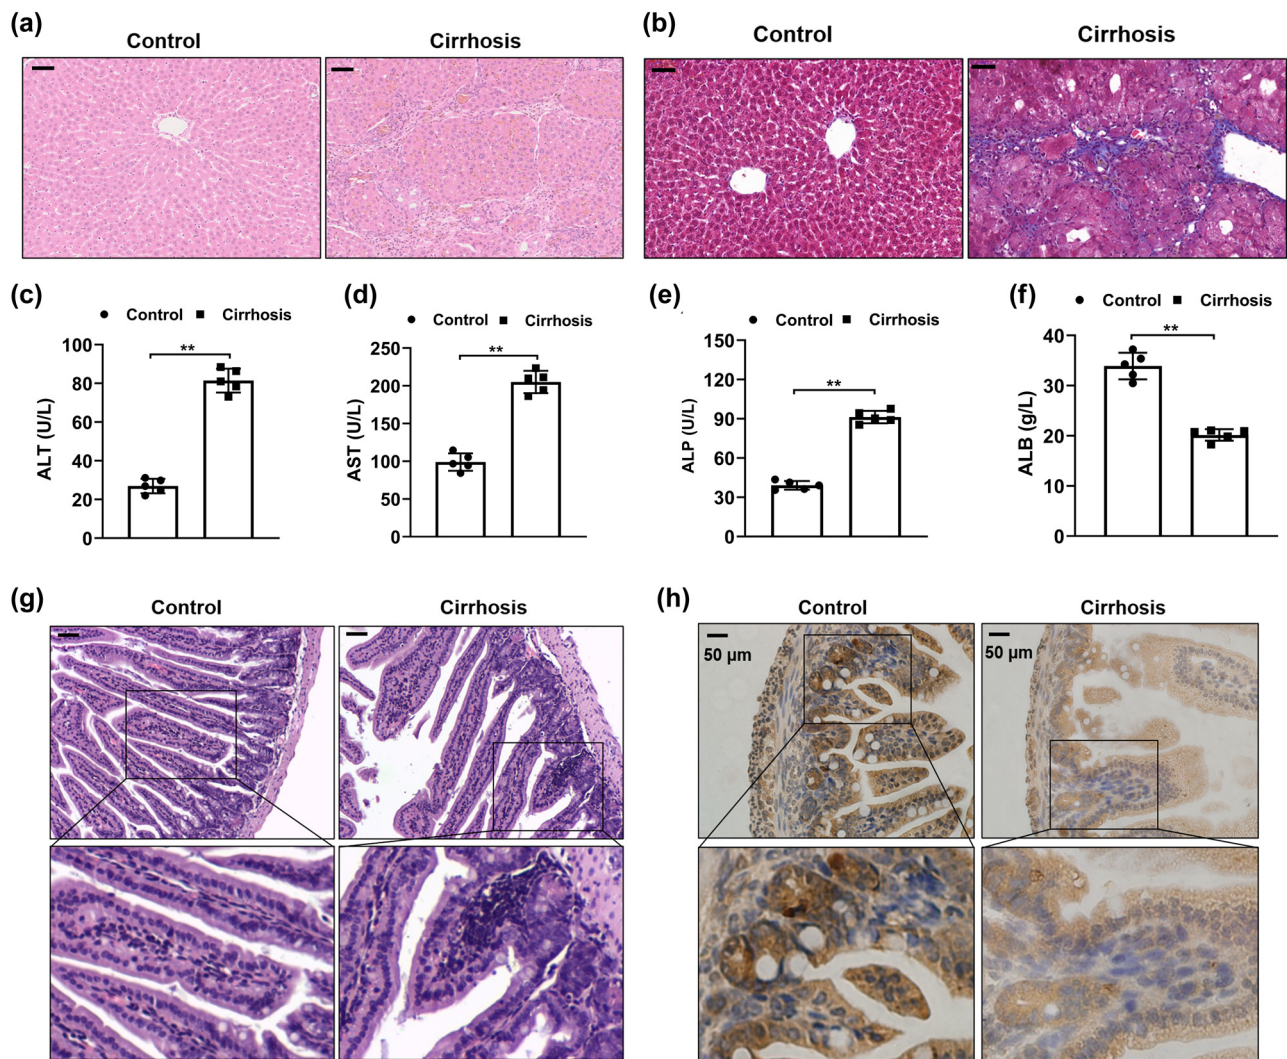 (a)
Control
Cirrhosis
(b)
Control
Cirrhosis
(c)
● Control ■ Cirrhosis
ALT (U/L)
100
80
60
40
20
0
**
(d)
● Control ■ Cirrhosis
AST (U/L)
250
200
150
100
50
0
**
(e)
● Control ■ Cirrhosis
ALP (U/L)
150
120
90
60
30
0
**
(f)
● Control ■ Cirrhosis
ALB (g/L)
40
30
20
10
0
**
(g)
Control
Cirrhosis
(h)
Control
Cirrhosis
50 μm
50 μm